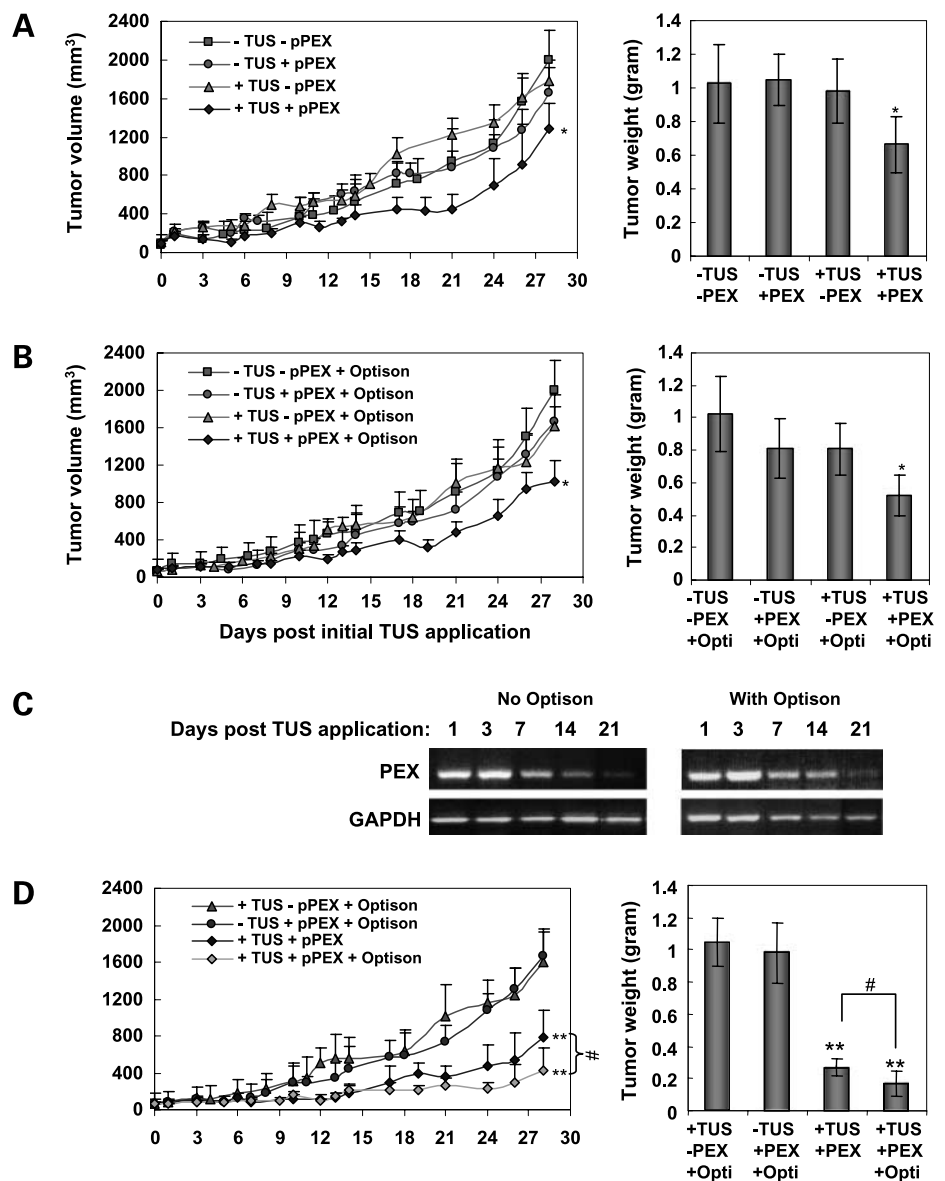 A
Tumor volume (mm3)
2400
2000
1600
1200
800
400
0
- TUS - pPEX
- TUS + pPEX
+ TUS - pPEX
+ TUS + pPEX
*
0 3 6 9 12 15 18 21 24 27 30
Tumor weight (gram)
1.4
1.2
1
0.8
0.6
0.4
0.2
0
*
-TUS -TUS +TUS +TUS
-PEX +PEX -PEX +PEX
B
Tumor volume (mm3)
2400
2000
1600
1200
800
400
0
- TUS - pPEX + Optison
- TUS + pPEX + Optison
+ TUS - pPEX + Optison
+ TUS + pPEX + Optison
*
0 3 6 9 12 15 18 21 24 27 30
Days post initial TUS application
Tumor weight (gram)
1.4
1.2
1
0.8
0.6
0.4
0.2
0
*
-TUS -TUS +TUS +TUS
-PEX +PEX -PEX +PEX
+Opti +Opti +Opti +Opti
C
No Optison With Optison
Days post TUS application: 1 3 7 14 21 1 3 7 14 21
PEX
GAPDH
D
Tumor volume (mm3)
2400
2000
1600
1200
800
400
0
+ TUS - pPEX + Optison
- TUS + pPEX + Optison
+ TUS + pPEX
+ TUS + pPEX + Optison
**
**
#
0 3 6 9 12 15 18 21 24 27 30
Tumor weight (gram)
1.4
1.2
1
0.8
0.6
0.4
0.2
0
#
**
**
+TUS -TUS +TUS +TUS
-PEX +PEX +PEX +PEX
+Opti +Opti +Opti